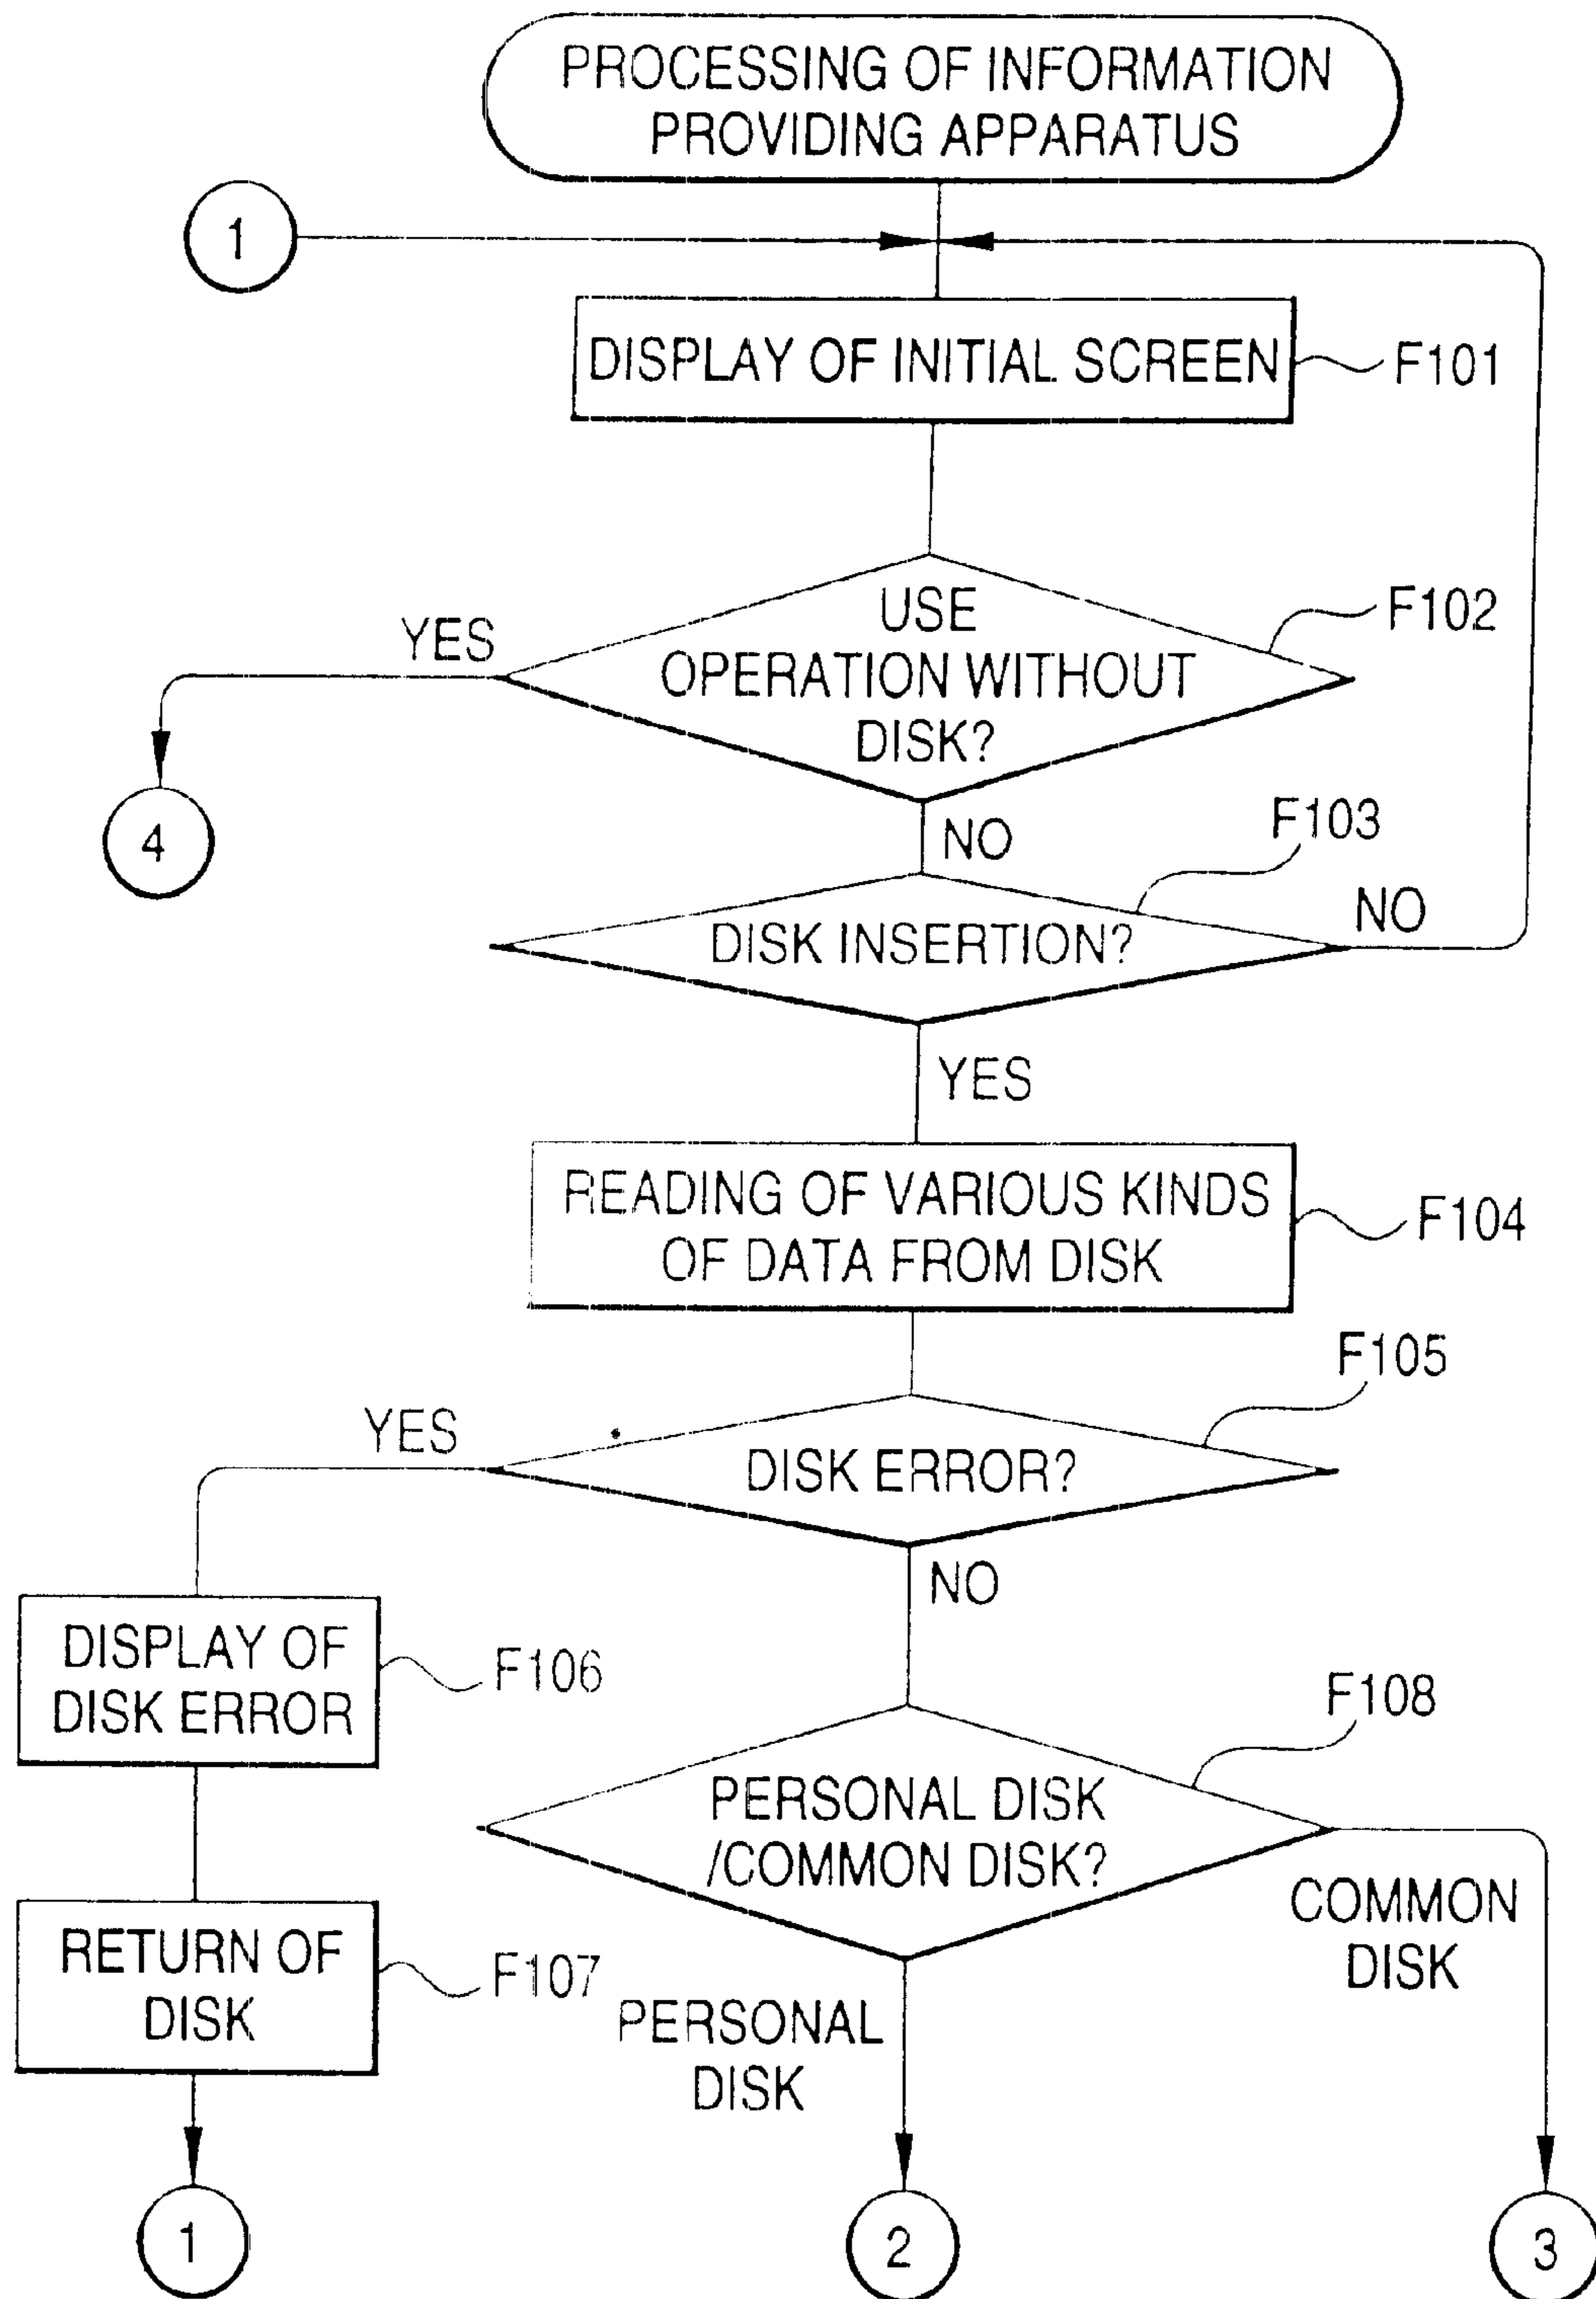 PROCESSING OF INFORMATION
PROVIDING APPARATUS
1
DISPLAY OF INITIAL SCREEN
F101
USE
OPERATION WITHOUT
DISK?
F102
YES
4
NO
F103
DISK INSERTION?
NO
YES
READING OF VARIOUS KINDS
OF DATA FROM DISK
F104
F105
YES
DISK ERROR?
NO
DISPLAY OF
DISK ERROR
F106
F108
PERSONAL DISK
/COMMON DISK?
COMMON
DISK
RETURN OF
DISK
F107
PERSONAL
DISK
1
2
3